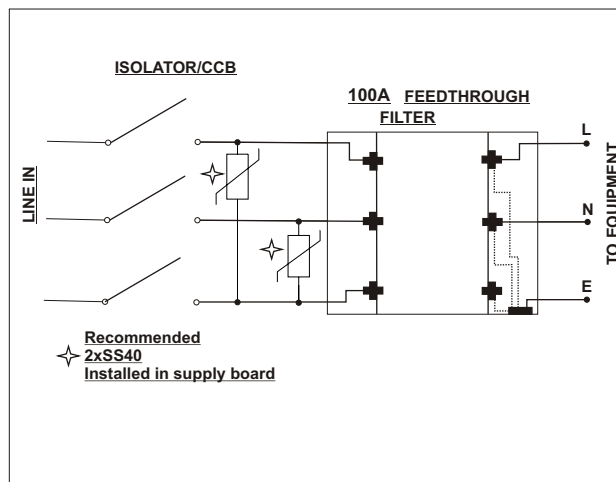 ISOLATOR/CCB
100A FEEDTHROUGH
FILTER
LINE IN
L
N
E
TO EQUIPMENT
Recommended
2xSS40
Installed in supply board